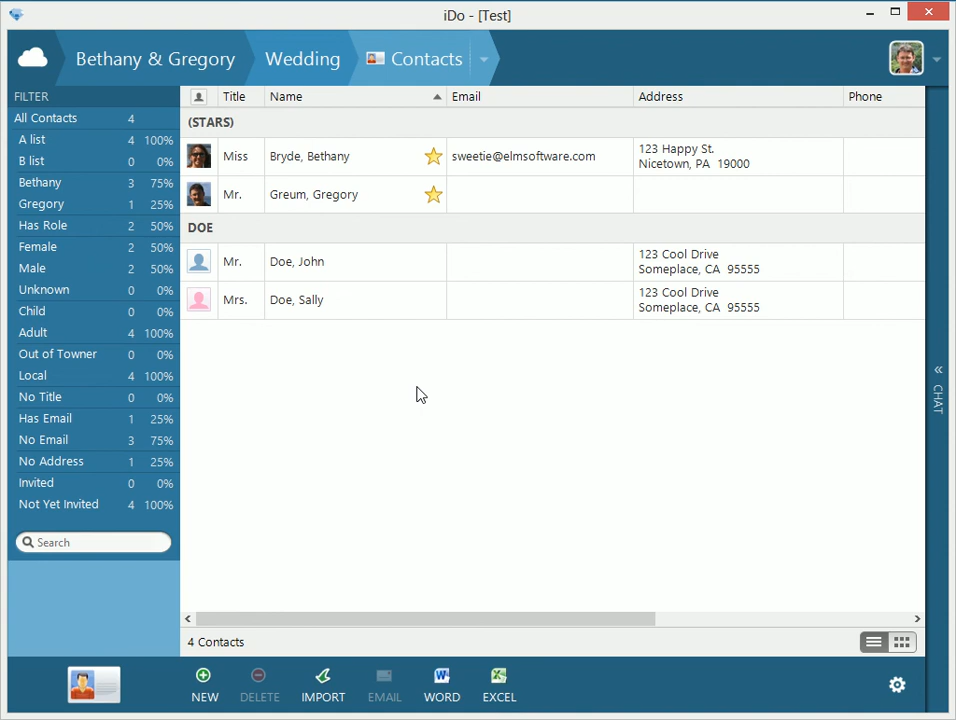 iDo - [Test]
Bethany & Gregory Wedding Contacts
FILTER
All Contacts 4
A list 4 100%
B list 0 0%
Bethany 3 75%
Gregory 1 25%
Has Role 2 50%
Female 2 50%
Male 2 50%
Unknown 0 0%
Child 0 0%
Adult 4 100%
Out of Towner 0 0%
Local 4 100%
No Title 0 0%
Has Email 1 25%
No Email 3 75%
No Address 1 25%
Invited 0 0%
Not Yet Invited 4 100%
Search
Title Name Email Address Phone
(STARS)
Miss Bryde, Bethany sweetie@elmsoftware.com 123 Happy St.
Nicetown, PA 19000
Mr. Greum, Gregory
DOE
Mr. Doe, John 123 Cool Drive
Someplace, CA 95555
Mrs. Doe, Sally 123 Cool Drive
Someplace, CA 95555
CHAT
4 Contacts
NEW DELETE IMPORT EMAIL WORD EXCEL